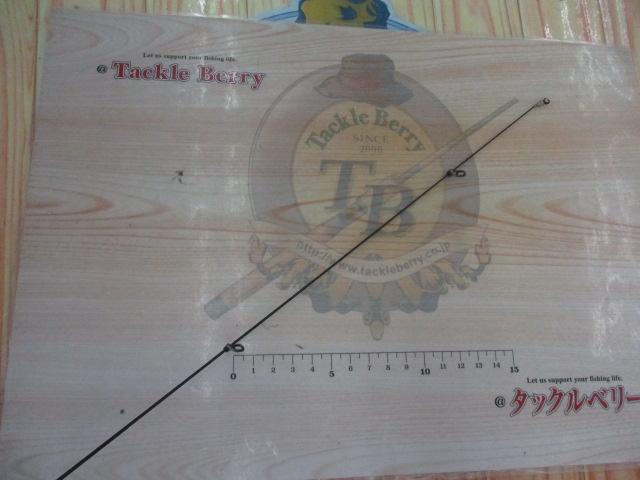 Let us support your fishing life.
@ Tackle Berry
Tackle Berry
SINCE
TB
http://www.tackleberry.co.jp
0 1 2 3 4 5 6 7 8 9 10 11 12 13 14 15
Let us support your fishing life.
@ タックルベリー